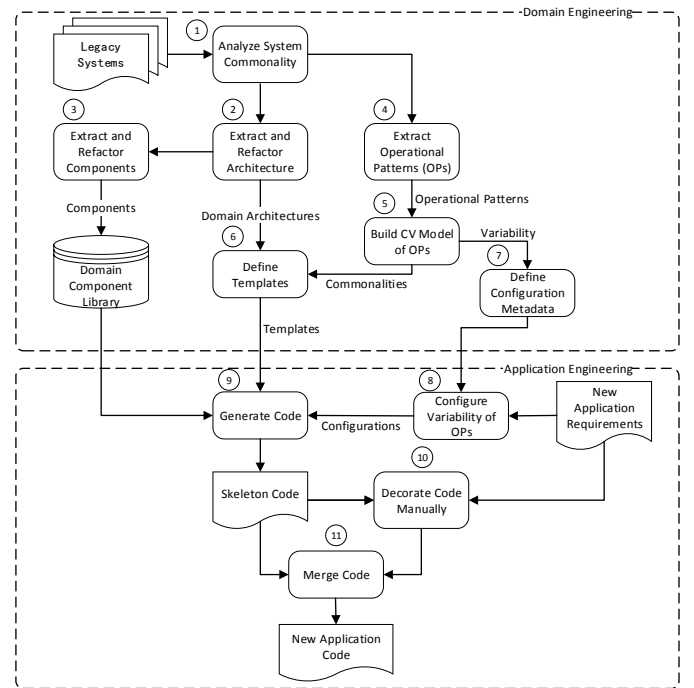 Domain Engineering
1
Legacy
Systems
Analyze System
Commonality
3
2
4
Extract and
Refactor
Components
Extract and
Refactor
Architecture
Extract
Operational
Patterns (OPs)
Operational Patterns
5
Components
Domain Architectures
6
Build CV Model
of OPs
Variability
7
Domain
Component
Library
Define
Templates
Commonalities
Define
Configuration
Metadata
Templates
Application Engineering
9
8
Generate Code
Configurations
Configure
Variability of
OPs
New
Application
Requirements
10
Skeleton Code
Decorate Code
Manually
11
Merge Code
New Application
Code